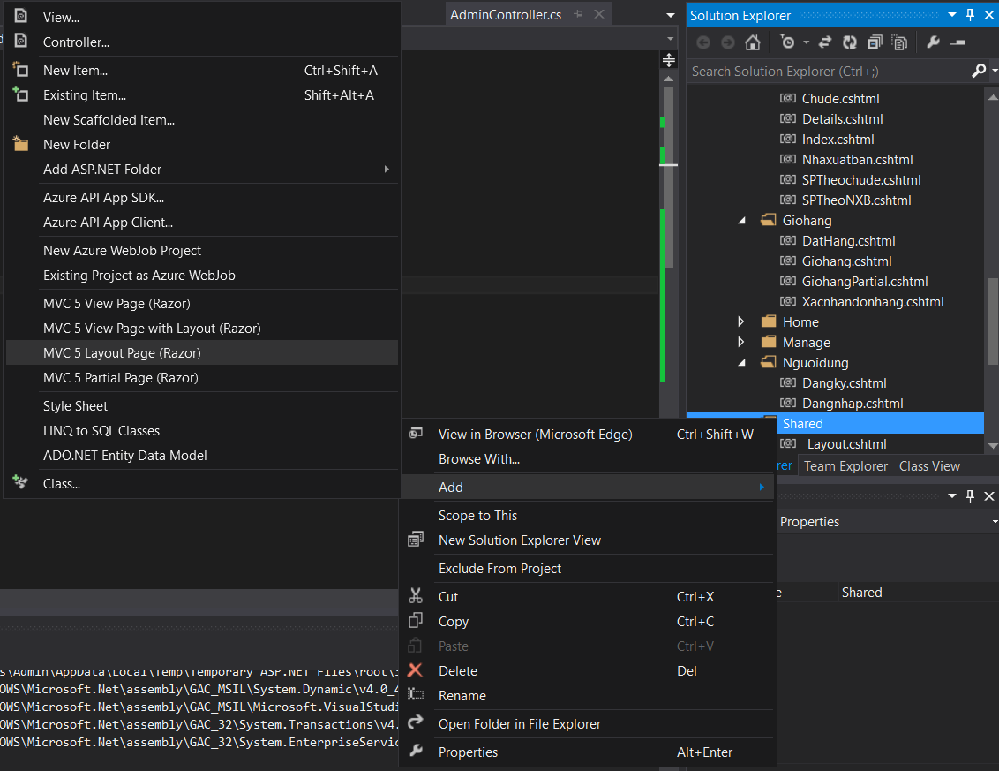 View...
Controller...
New Item... Ctrl+Shift+A
Existing Item... Shift+Alt+A
New Scaffolded Item...
New Folder
Add ASP.NET Folder
Azure API App SDK...
Azure API App Client...
New Azure WebJob Project
Existing Project as Azure WebJob
MVC 5 View Page (Razor)
MVC 5 View Page with Layout (Razor)
MVC 5 Layout Page (Razor)
MVC 5 Partial Page (Razor)
Style Sheet
LINQ to SQL Classes
ADO.NET Entity Data Model
Class...
AdminController.cs
Solution Explorer
Search Solution Explorer (Ctrl+;)
Chude.cshtml
Details.cshtml
Index.cshtml
Nhaxuatban.cshtml
SPTheochude.cshtml
SPTheoNXB.cshtml
Giohang
DatHang.cshtml
Giohang.cshtml
GiohangPartial.cshtml
Xacnhandonhang.cshtml
Home
Manage
Nguoidung
Dangky.cshtml
Dangnhap.cshtml
Shared
_Layout.cshtml
rer Team Explorer Class View
View in Browser (Microsoft Edge) Ctrl+Shift+W
Browse With...
Add
Scope to This
New Solution Explorer View
Exclude From Project
Cut Ctrl+X
Copy Ctrl+C
Paste Ctrl+V
Delete Del
Rename
Open Folder in File Explorer
Properties Alt+Enter
Properties
e Shared
s\Admin\AppData\Local\Temp\Temporary ASP.NET Files\root\
OWS\Microsoft.Net\assembly\GAC_MSIL\System.Dynamic\v4.0_4
OWS\Microsoft.Net\assembly\GAC_MSIL\Microsoft.VisualStudi
OWS\Microsoft.Net\assembly\GAC_32\System.Transactions\v4.
OWS\Microsoft.Net\assembly\GAC_32\System.EnterpriseServic